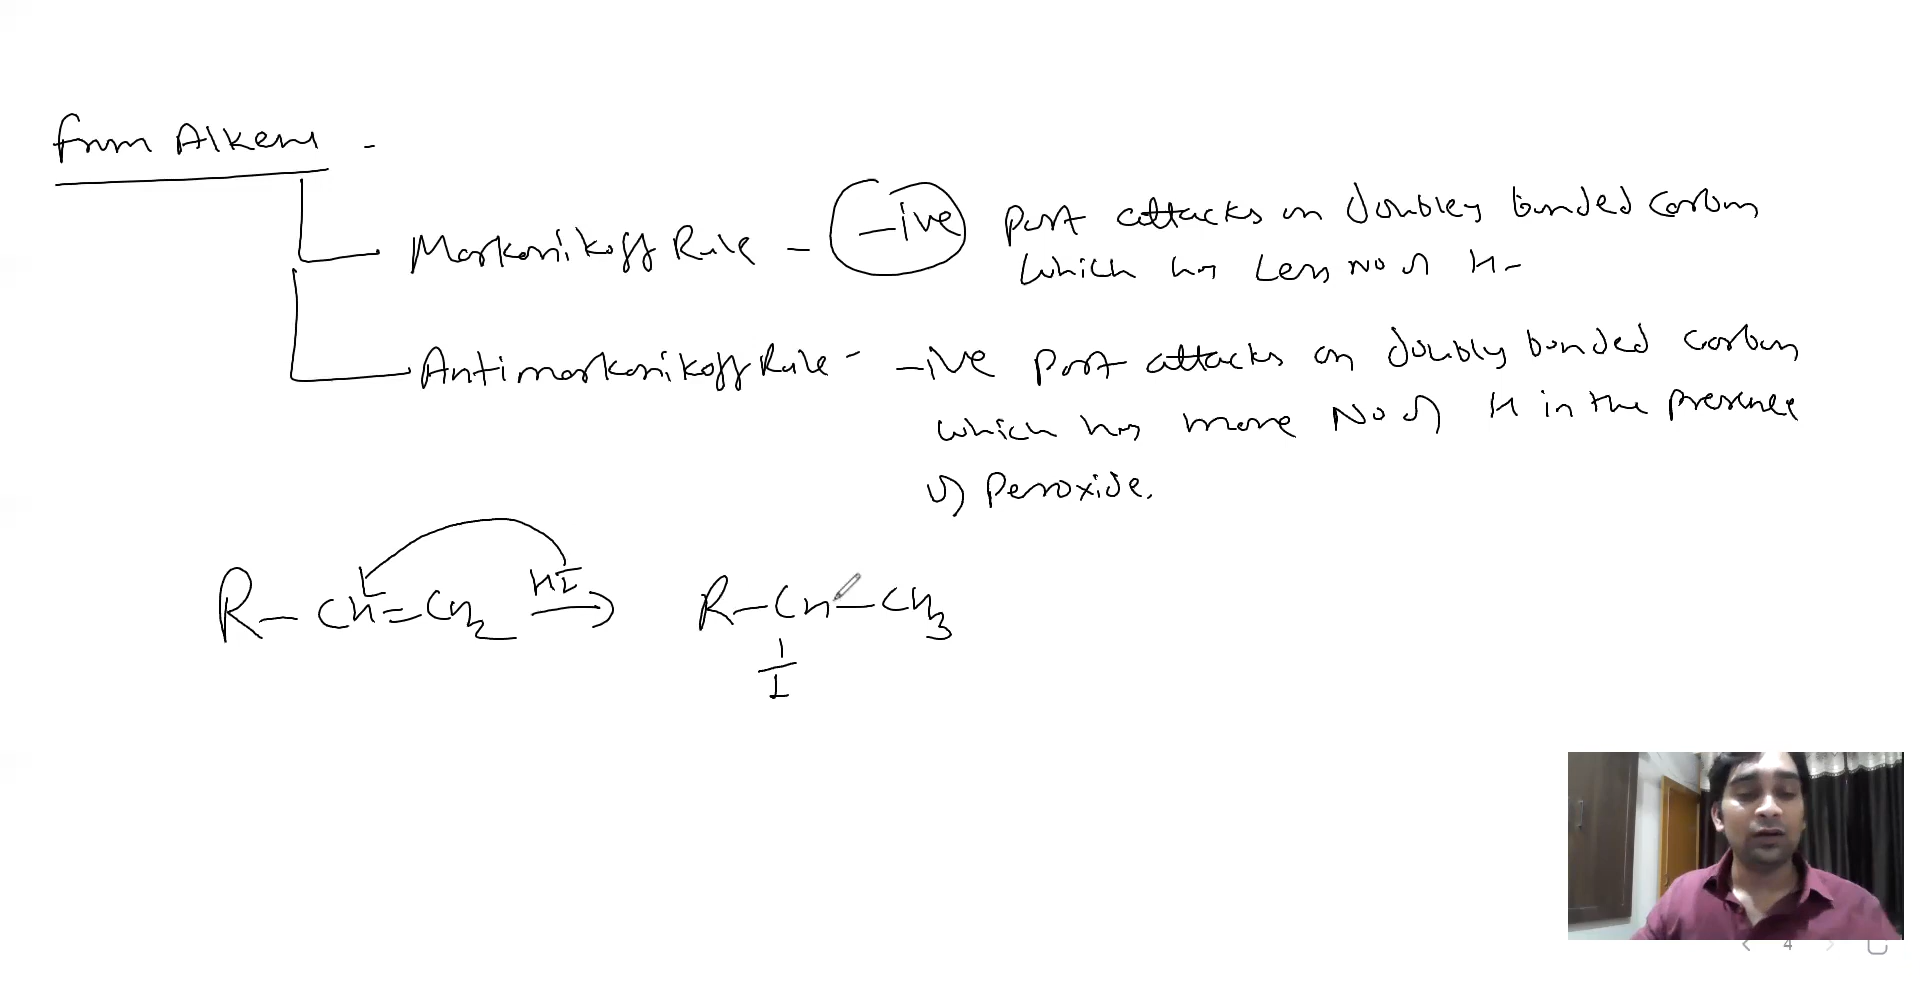 from Alkene -
Markonikoff Rule - -ive part attacks on doubley bonded carbon
which has Less No of H-
Antimarkonikoff Rule - -ive part attacks on doubly bonded carbon
which has more No of H in the presence
of Peroxide.
R-CH=CH2 HI → R-CH-CH3
I
4